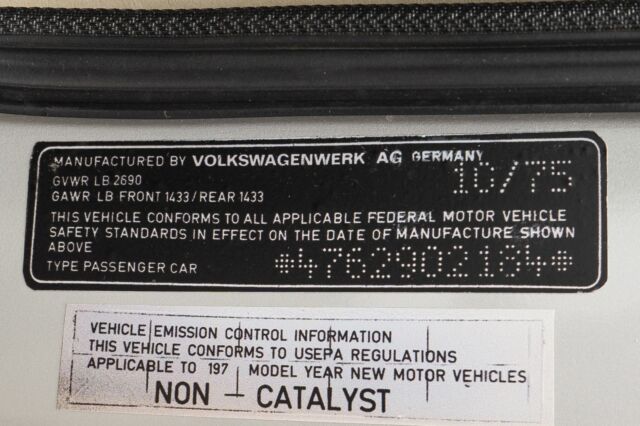 MANUFACTURED BY VOLKSWAGENWERK AG GERMANY
10/75
GVWR LB 2690
GAWR LB FRONT 1433/REAR 1433
THIS VEHICLE CONFORMS TO ALL APPLICABLE FEDERAL MOTOR VEHICLE
SAFETY STANDARDS IN EFFECT ON THE DATE OF MANUFACTURE SHOWN
ABOVE
TYPE PASSENGER CAR *4762902184*
VEHICLE EMISSION CONTROL INFORMATION
THIS VEHICLE CONFORMS TO USEPA REGULATIONS
APPLICABLE TO 197 MODEL YEAR NEW MOTOR VEHICLES
NON - CATALYST